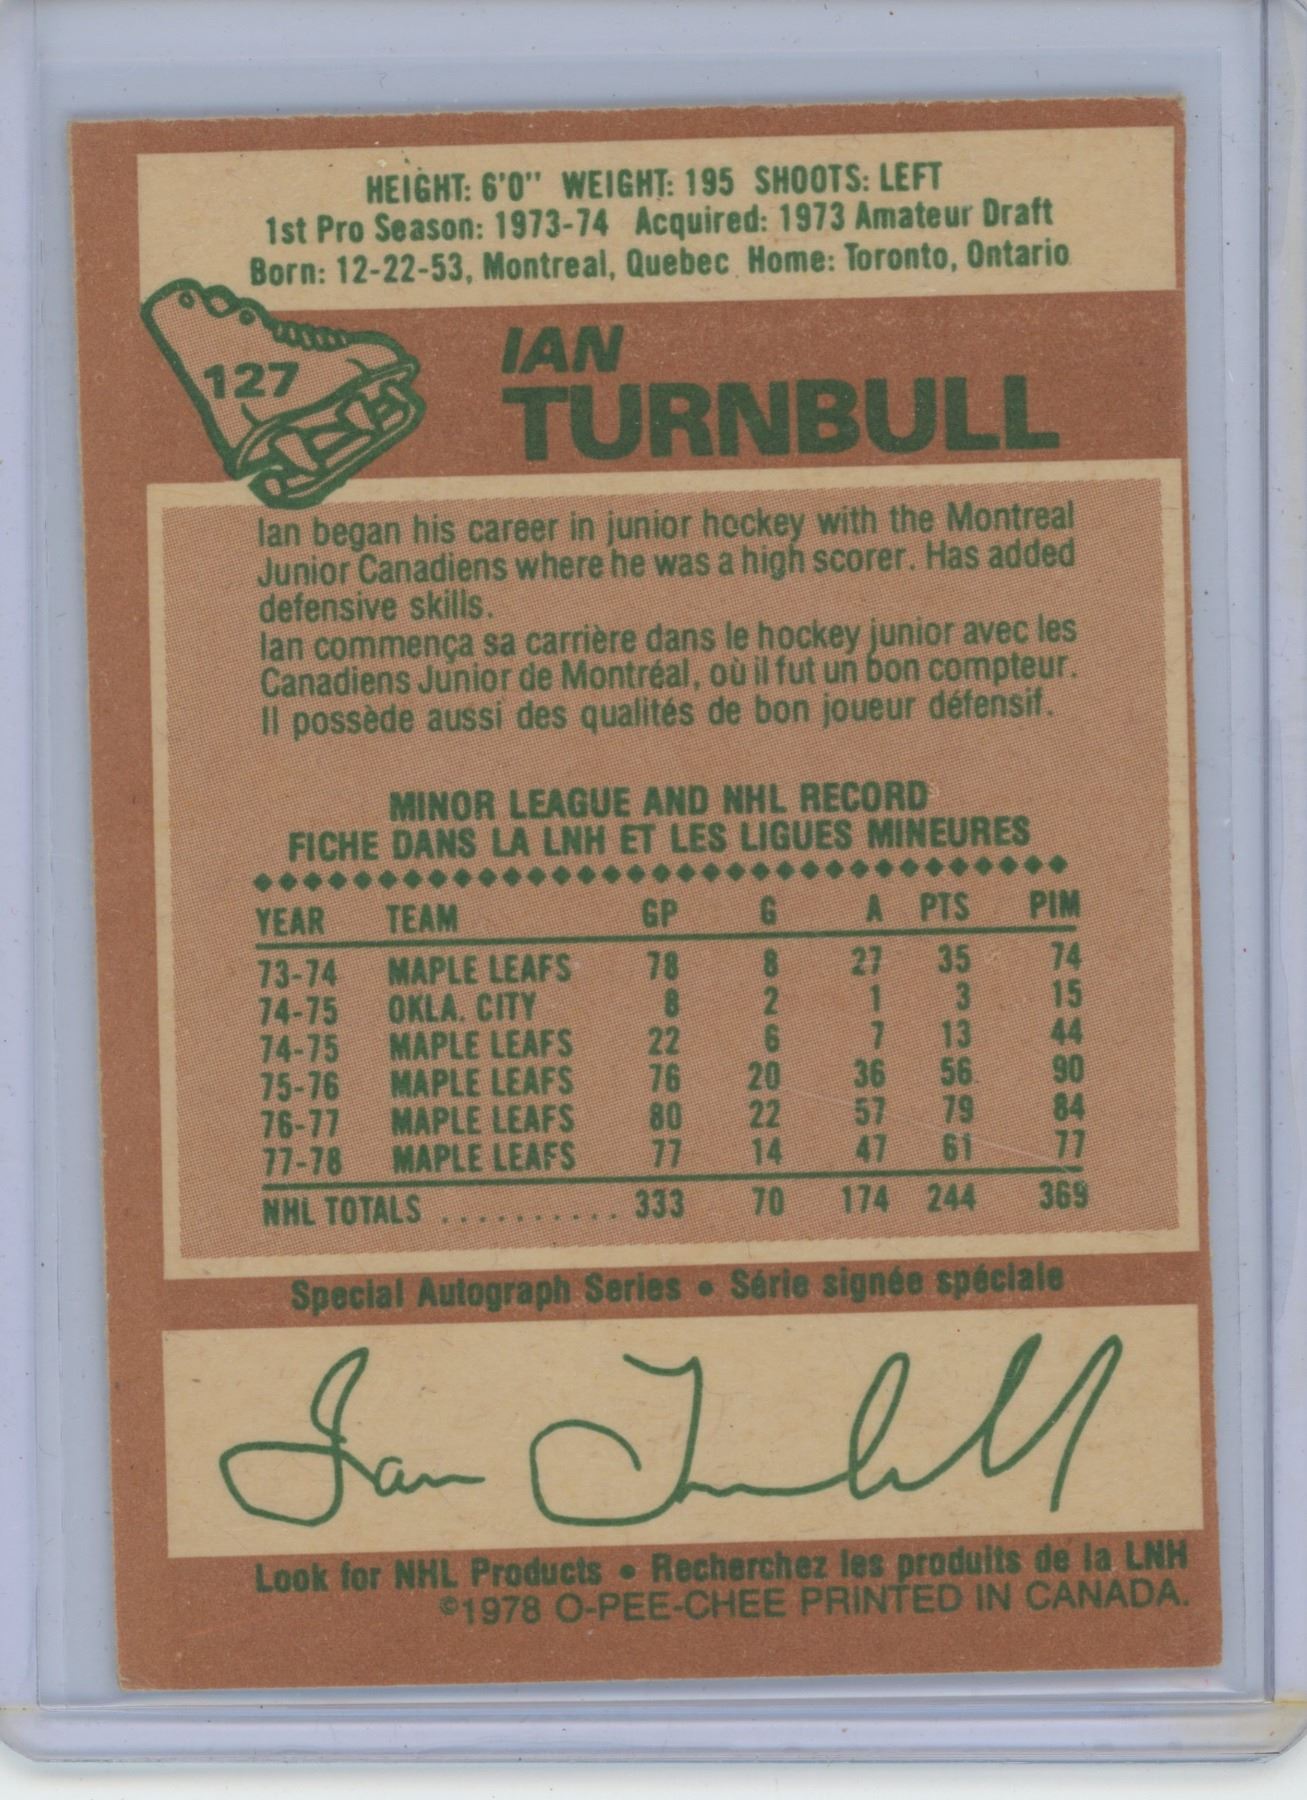 HEIGHT: 6'0" WEIGHT: 195 SHOOTS: LEFT
1st Pro Season: 1973-74 Acquired: 1973 Amateur Draft
Born: 12-22-53, Montreal, Quebec Home: Toronto, Ontario
127
IAN
TURNBULL
Ian began his career in junior hockey with the Montreal
Junior Canadiens where he was a high scorer. Has added
defensive skills.
Ian commença sa carrière dans le hockey junior avec les
Canadiens Junior de Montréal, où il fut un bon compteur.
Il possède aussi des qualités de bon joueur défensif.
MINOR LEAGUE AND NHL RECORD
FICHE DANS LA LNH ET LES LIGUES MINEURES
YEAR TEAM GP G A PTS PIM
73-74 MAPLE LEAFS 78 8 27 35 74
74-75 OKLA. CITY 8 2 1 3 15
74-75 MAPLE LEAFS 22 6 7 13 44
75-76 MAPLE LEAFS 76 20 36 56 90
76-77 MAPLE LEAFS 80 22 57 79 84
77-78 MAPLE LEAFS 77 14 47 61 77
NHL TOTALS .......... 333 70 174 244 369
Special Autograph Series • Série signée spéciale
Ian Turnbull
Look for NHL Products • Recherchez les produits de la LNH
©1978 O-PEE-CHEE PRINTED IN CANADA.